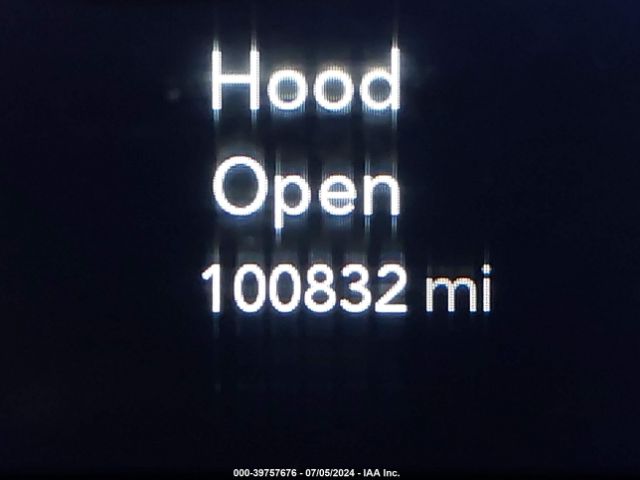 Hood
Open
100832 mi
000-39757676 - 07/05/2024 - IAA Inc.